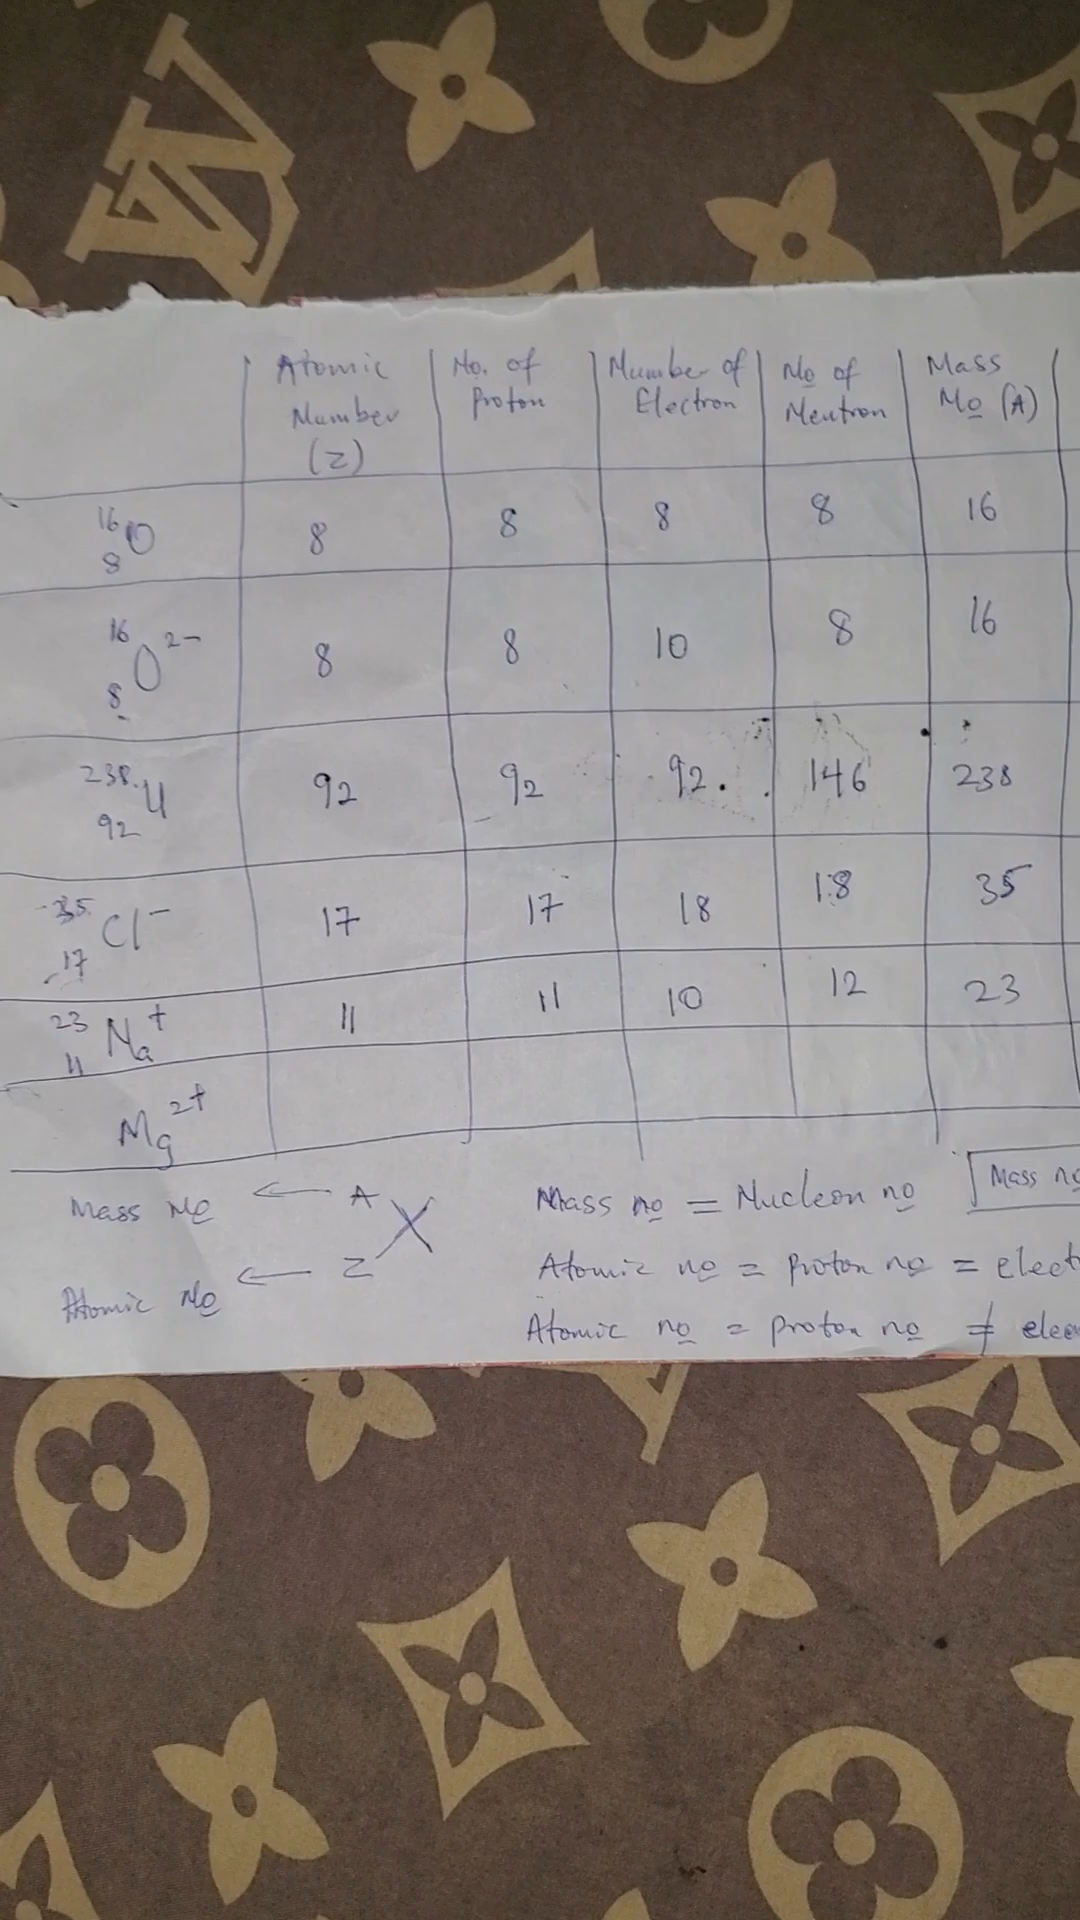 Atomic Number (Z) | No. of Proton | Number of Electron | No of Neutron | Mass No (A)
16 8 O | 8 | 8 | 8 | 8 | 16
16 8 O 2- | 8 | 8 | 10 | 8 | 16
238 92 U | 92 | 92 | 92 | 146 | 238
35 17 Cl - | 17 | 17 | 18 | 18 | 35
23 11 Na + | 11 | 11 | 10 | 12 | 23
Mg 2+
Mass No ← A X
Atomic No ← Z
Mass no = Nucleon no
Mass no
Atomic no = proton no = elect
Atomic no = proton no ≠ elec